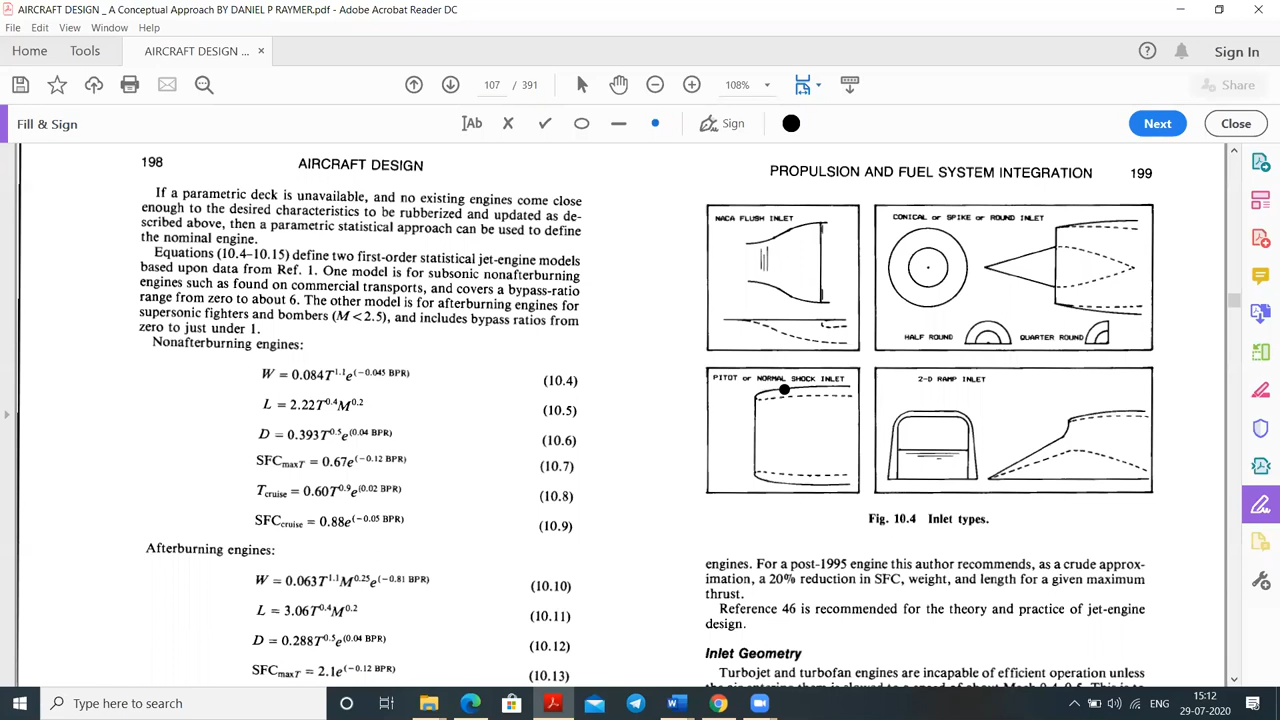 AIRCRAFT DESIGN _ A Conceptual Approach BY DANIEL P RAYMER.pdf - Adobe Acrobat Reader DC
File Edit View Window Help
Home Tools AIRCRAFT DESIGN ... × Sign In
107 / 391 108% Share
Fill & Sign Ab Sign Next Close
198 AIRCRAFT DESIGN
If a parametric deck is unavailable, and no existing engines come close
enough to the desired characteristics to be rubberized and updated as de-
scribed above, then a parametric statistical approach can be used to define
the nominal engine.
Equations (10.4–10.15) define two first-order statistical jet-engine models
based upon data from Ref. 1. One model is for subsonic nonafterburning
engines such as found on commercial transports, and covers a bypass-ratio
range from zero to about 6. The other model is for afterburning engines for
supersonic fighters and bombers (M < 2.5), and includes bypass ratios from
zero to just under 1.
Nonafterburning engines:
W = 0.084T^1.1 e^(−0.045 BPR) (10.4)
L = 2.22T^0.4 M^0.2 (10.5)
D = 0.393T^0.5 e^(0.04 BPR) (10.6)
SFCmaxT = 0.67e^(−0.12 BPR) (10.7)
Tcruise = 0.60T^0.9 e^(0.02 BPR) (10.8)
SFCcruise = 0.88e^(−0.05 BPR) (10.9)
Afterburning engines:
W = 0.063T^1.1 M^0.25 e^(−0.81 BPR) (10.10)
L = 3.06T^0.4 M^0.2 (10.11)
D = 0.288T^0.5 e^(0.04 BPR) (10.12)
SFCmaxT = 2.1e^(−0.12 BPR) (10.13)
PROPULSION AND FUEL SYSTEM INTEGRATION 199
NACA FLUSH INLET
CONICAL or SPIKE or ROUND INLET
HALF ROUND QUARTER ROUND
PITOT or NORMAL SHOCK INLET
2-D RAMP INLET
Fig. 10.4 Inlet types.
engines. For a post-1995 engine this author recommends, as a crude approx-
imation, a 20% reduction in SFC, weight, and length for a given maximum
thrust.
Reference 46 is recommended for the theory and practice of jet-engine
design.
Inlet Geometry
Turbojet and turbofan engines are incapable of efficient operation unless
Type here to search
ENG
15:12
29-07-2020